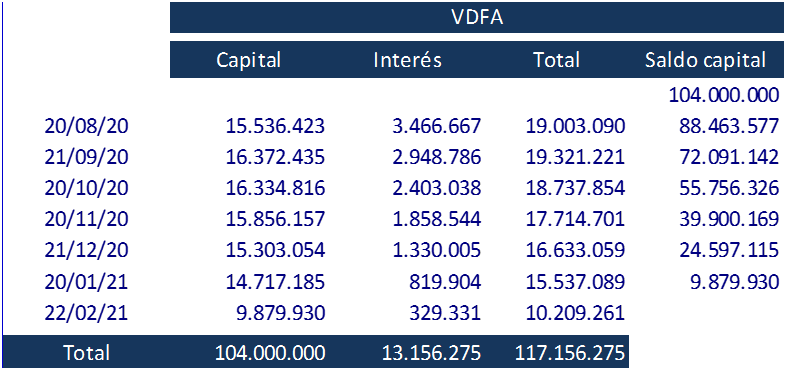 VDFA
Capital Interés Total Saldo capital
104.000.000
20/08/20 15.536.423 3.466.667 19.003.090 88.463.577
21/09/20 16.372.435 2.948.786 19.321.221 72.091.142
20/10/20 16.334.816 2.403.038 18.737.854 55.756.326
20/11/20 15.856.157 1.858.544 17.714.701 39.900.169
21/12/20 15.303.054 1.330.005 16.633.059 24.597.115
20/01/21 14.717.185 819.904 15.537.089 9.879.930
22/02/21 9.879.930 329.331 10.209.261
Total 104.000.000 13.156.275 117.156.275